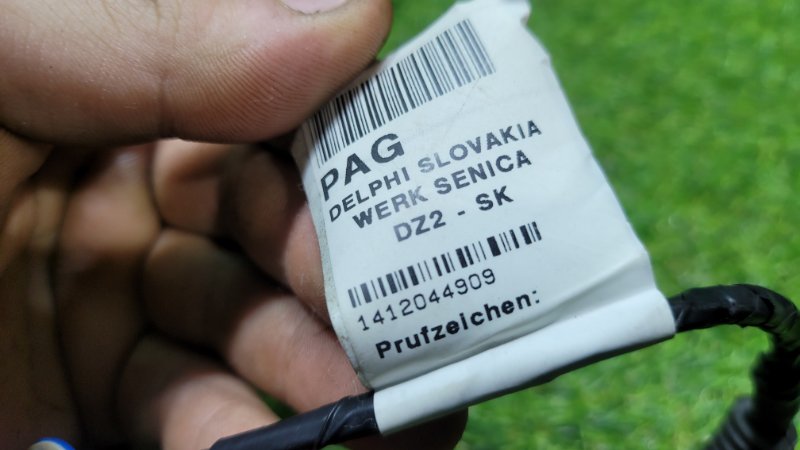 PAG
DELPHI SLOVAKIA
WERK SENICA
DZ2 - SK
1412044909
Prufzeichen: